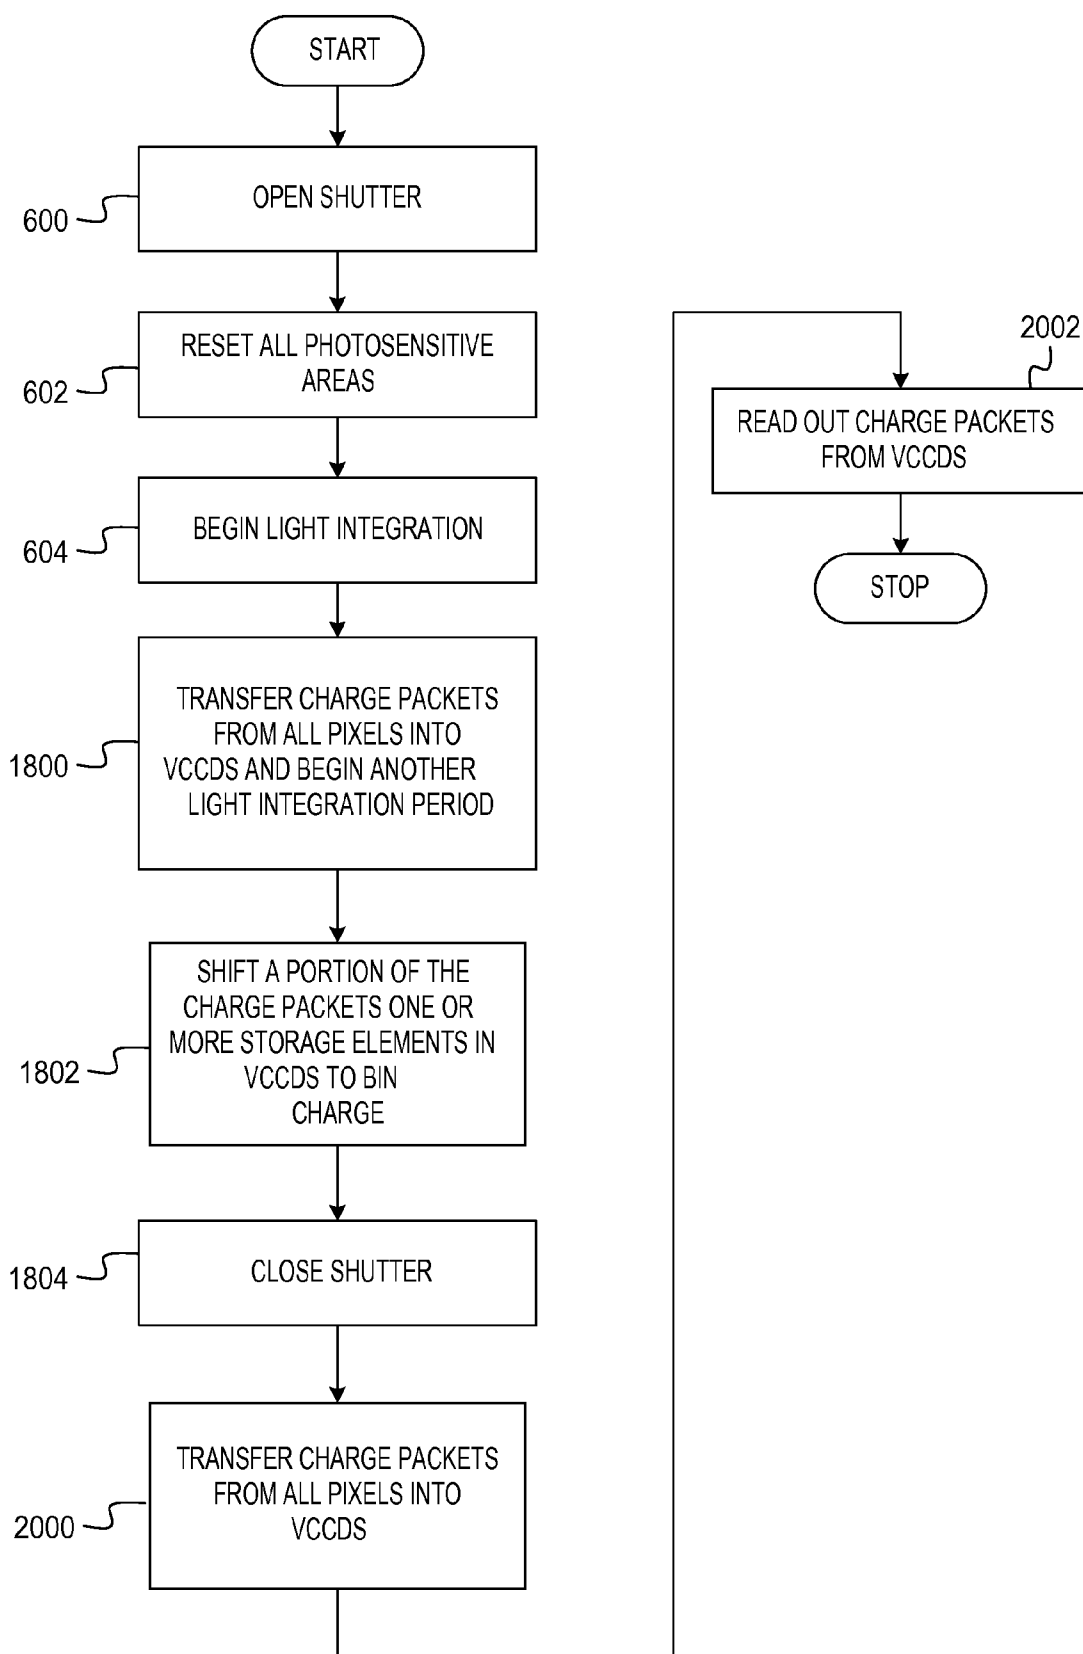 START
600
OPEN SHUTTER
602
RESET ALL PHOTOSENSITIVE
AREAS
604
BEGIN LIGHT INTEGRATION
1800
TRANSFER CHARGE PACKETS
FROM ALL PIXELS INTO
VCCDS AND BEGIN ANOTHER
LIGHT INTEGRATION PERIOD
1802
SHIFT A PORTION OF THE
CHARGE PACKETS ONE OR
MORE STORAGE ELEMENTS IN
VCCDS TO BIN
CHARGE
1804
CLOSE SHUTTER
2000
TRANSFER CHARGE PACKETS
FROM ALL PIXELS INTO
VCCDS
2002
READ OUT CHARGE PACKETS
FROM VCCDS
STOP